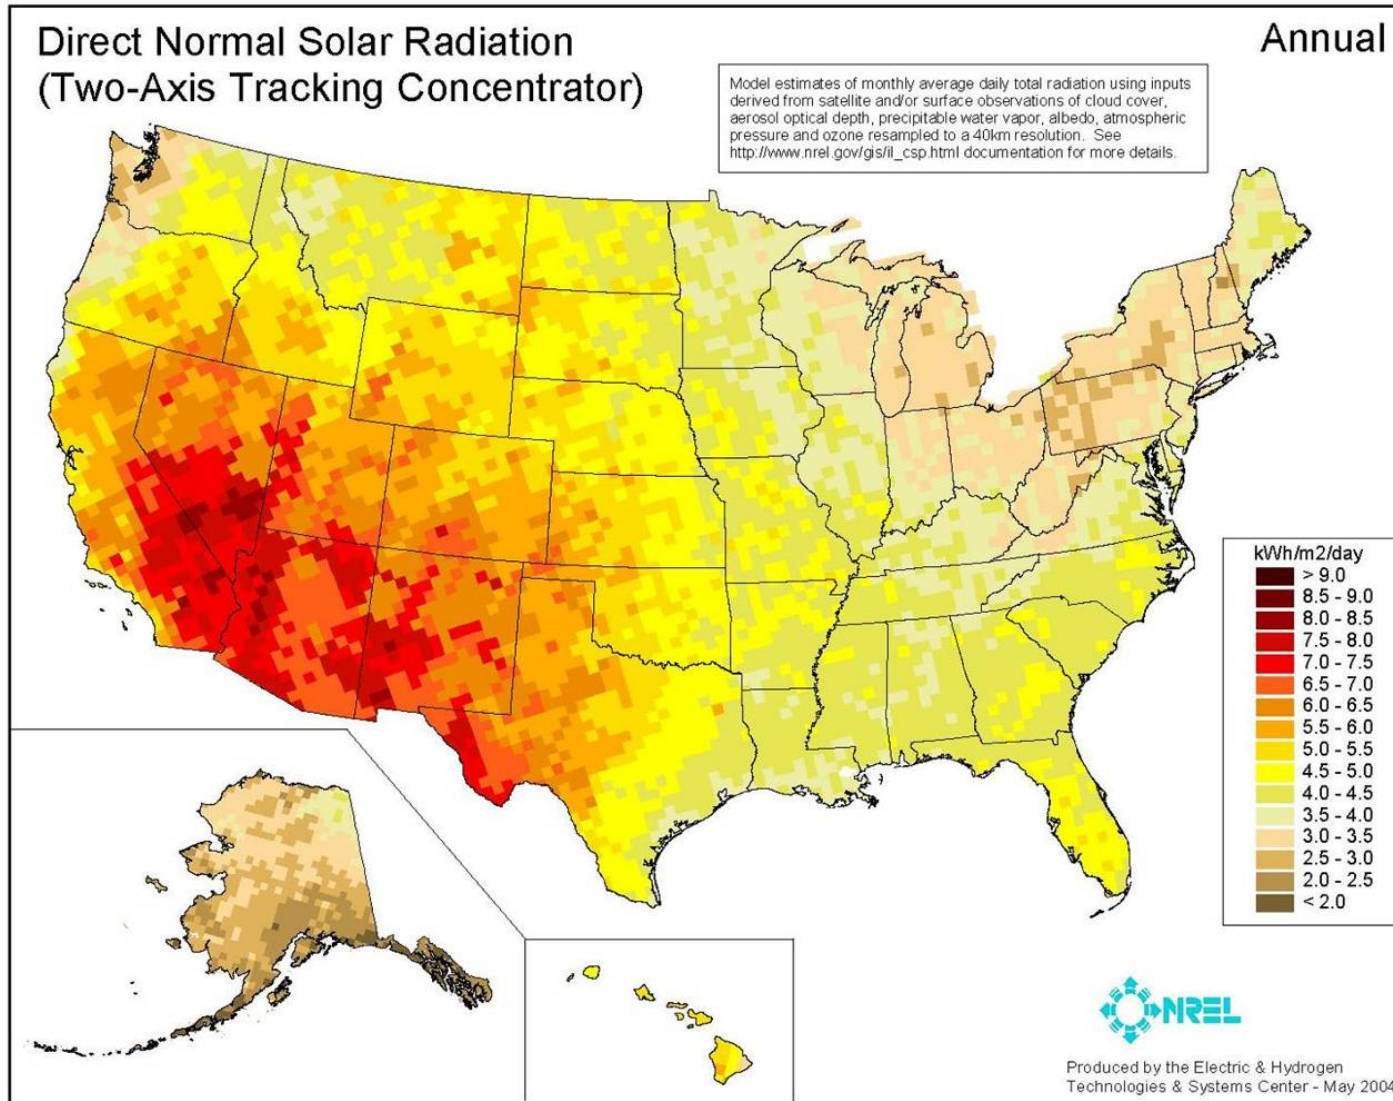 Direct Normal Solar Radiation
(Two-Axis Tracking Concentrator)
Annual
Model estimates of monthly average daily total radiation using inputs
derived from satellite and/or surface observations of cloud cover,
aerosol optical depth, precipitable water vapor, albedo, atmospheric
pressure and ozone resampled to a 40km resolution. See
http://www.nrel.gov/gis/il_csp.html documentation for more details.
kWh/m2/day
> 9.0
8.5 - 9.0
8.0 - 8.5
7.5 - 8.0
7.0 - 7.5
6.5 - 7.0
6.0 - 6.5
5.5 - 6.0
5.0 - 5.5
4.5 - 5.0
4.0 - 4.5
3.5 - 4.0
3.0 - 3.5
2.5 - 3.0
2.0 - 2.5
< 2.0
NREL
Produced by the Electric & Hydrogen
Technologies & Systems Center - May 2004